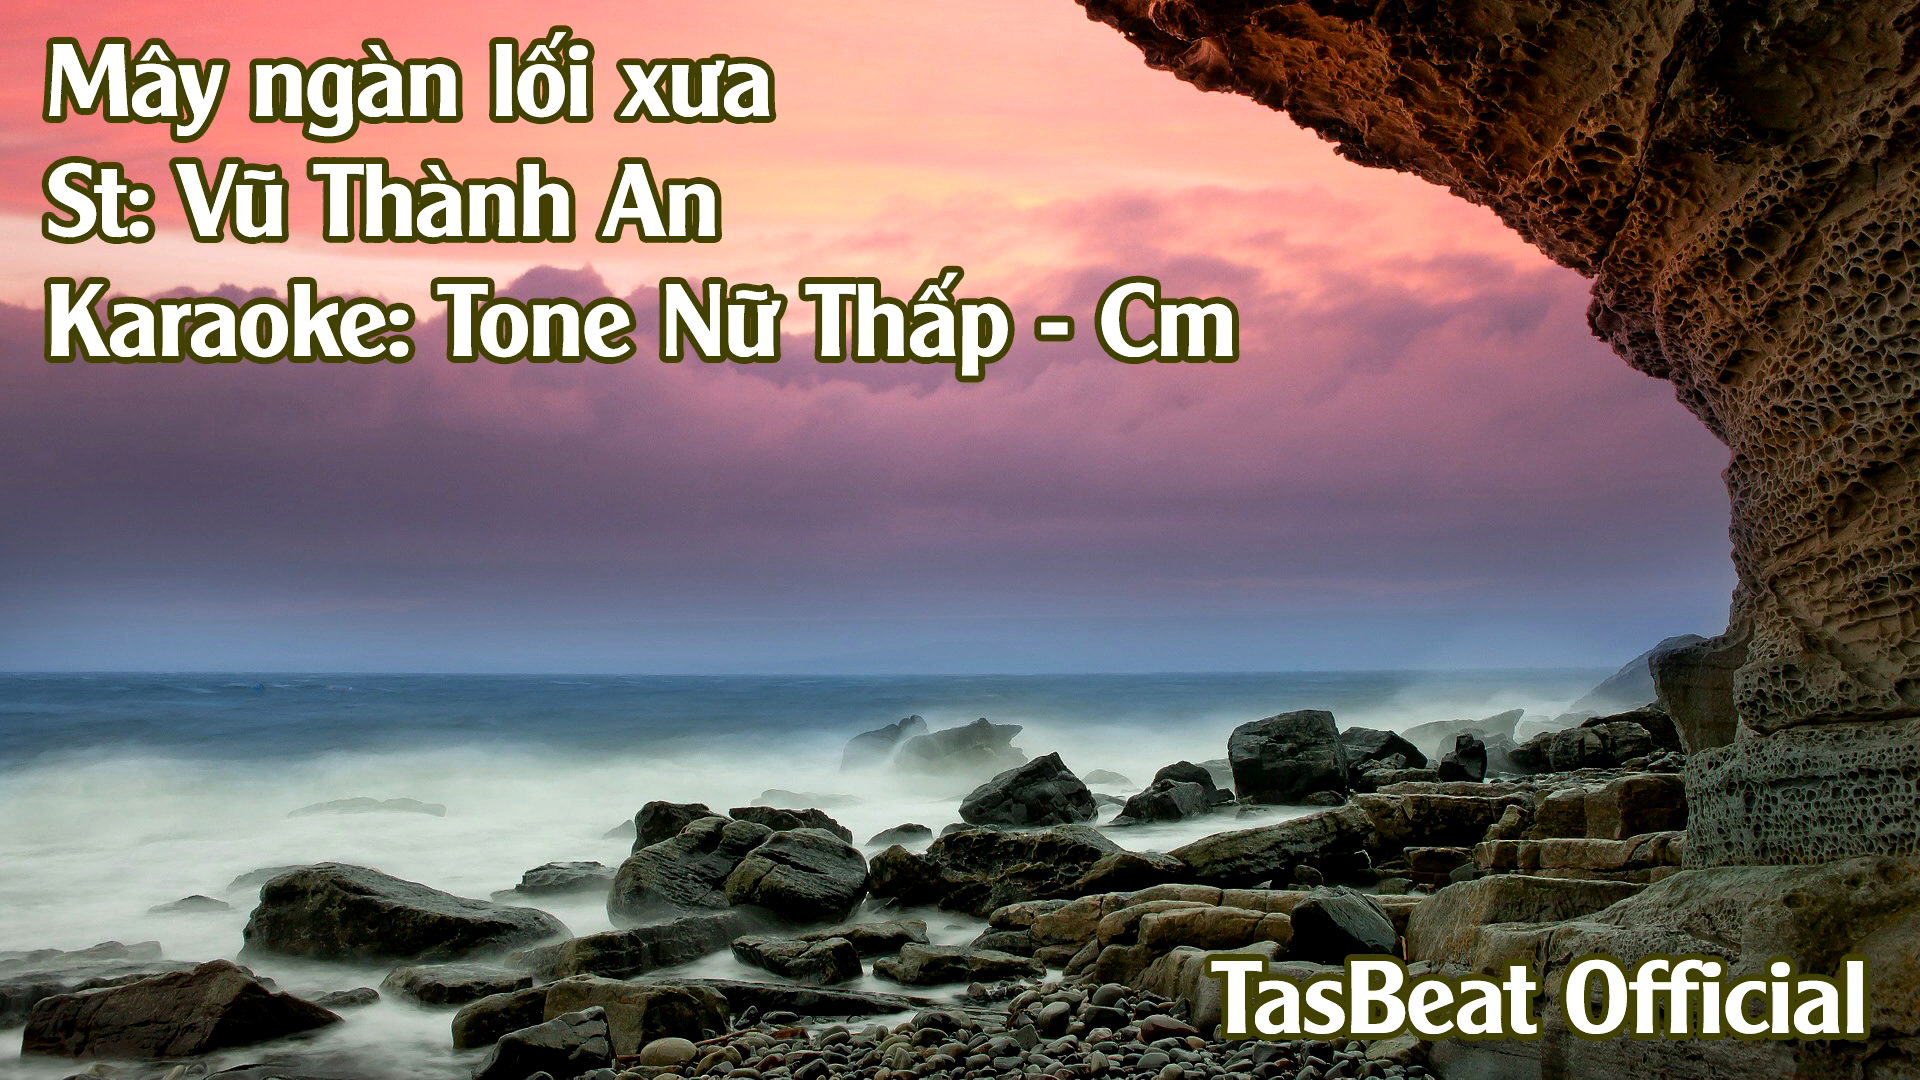 Mây ngàn lối xưa
St: Vũ Thành An
Karaoke: Tone Nữ Thấp - Cm
TasBeat Official